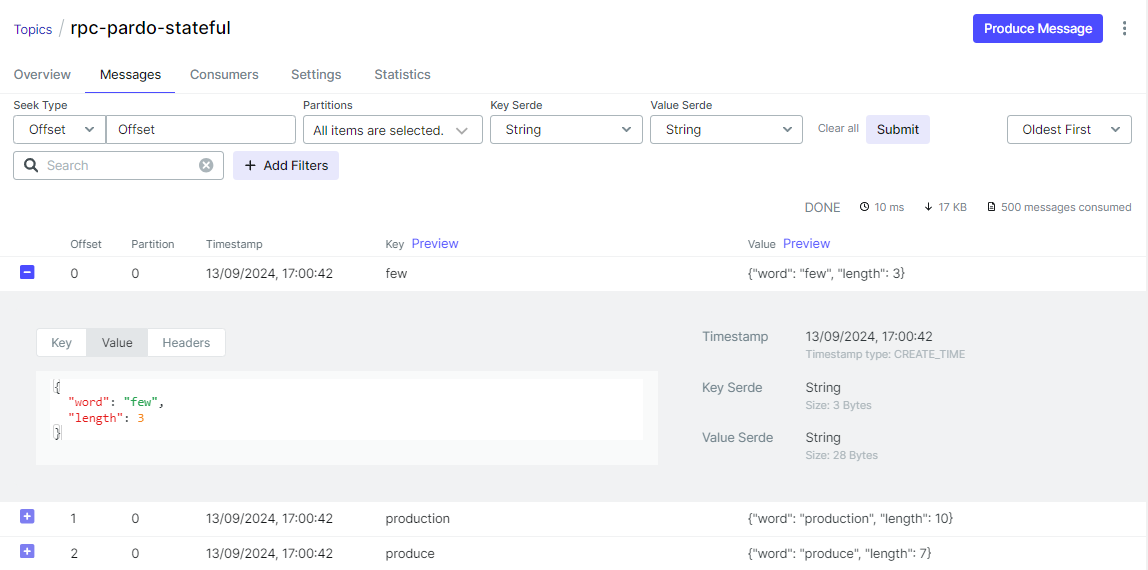 Topics / rpc-pardo-stateful
Produce Message
Overview Messages Consumers Settings Statistics
Seek Type Partitions Key Serde Value Serde
Offset Offset All items are selected. String String Clear all Submit Oldest First
Search Add Filters
DONE 10 ms 17 KB 500 messages consumed
Offset Partition Timestamp Key Preview Value Preview
0 0 13/09/2024, 17:00:42 few {"word": "few", "length": 3}
Key Value Headers
{
"word": "few",
"length": 3
}
Timestamp 13/09/2024, 17:00:42
Timestamp type: CREATE_TIME
Key Serde String
Size: 3 Bytes
Value Serde String
Size: 28 Bytes
1 0 13/09/2024, 17:00:42 production {"word": "production", "length": 10}
2 0 13/09/2024, 17:00:42 produce {"word": "produce", "length": 7}